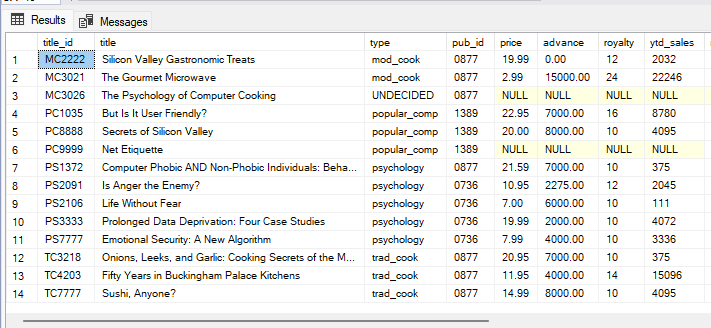 Results Messages
title_id title type pub_id price advance royalty ytd_sales
1 MC2222 Silicon Valley Gastronomic Treats mod_cook 0877 19.99 0.00 12 2032
2 MC3021 The Gourmet Microwave mod_cook 0877 2.99 15000.00 24 22246
3 MC3026 The Psychology of Computer Cooking UNDECIDED 0877 NULL NULL NULL NULL
4 PC1035 But Is It User Friendly? popular_comp 1389 22.95 7000.00 16 8780
5 PC8888 Secrets of Silicon Valley popular_comp 1389 20.00 8000.00 10 4095
6 PC9999 Net Etiquette popular_comp 1389 NULL NULL NULL NULL
7 PS1372 Computer Phobic AND Non-Phobic Individuals: Beha... psychology 0877 21.59 7000.00 10 375
8 PS2091 Is Anger the Enemy? psychology 0736 10.95 2275.00 12 2045
9 PS2106 Life Without Fear psychology 0736 7.00 6000.00 10 111
10 PS3333 Prolonged Data Deprivation: Four Case Studies psychology 0736 19.99 2000.00 10 4072
11 PS7777 Emotional Security: A New Algorithm psychology 0736 7.99 4000.00 10 3336
12 TC3218 Onions, Leeks, and Garlic: Cooking Secrets of the M... trad_cook 0877 20.95 7000.00 10 375
13 TC4203 Fifty Years in Buckingham Palace Kitchens trad_cook 0877 11.95 4000.00 14 15096
14 TC7777 Sushi, Anyone? trad_cook 0877 14.99 8000.00 10 4095